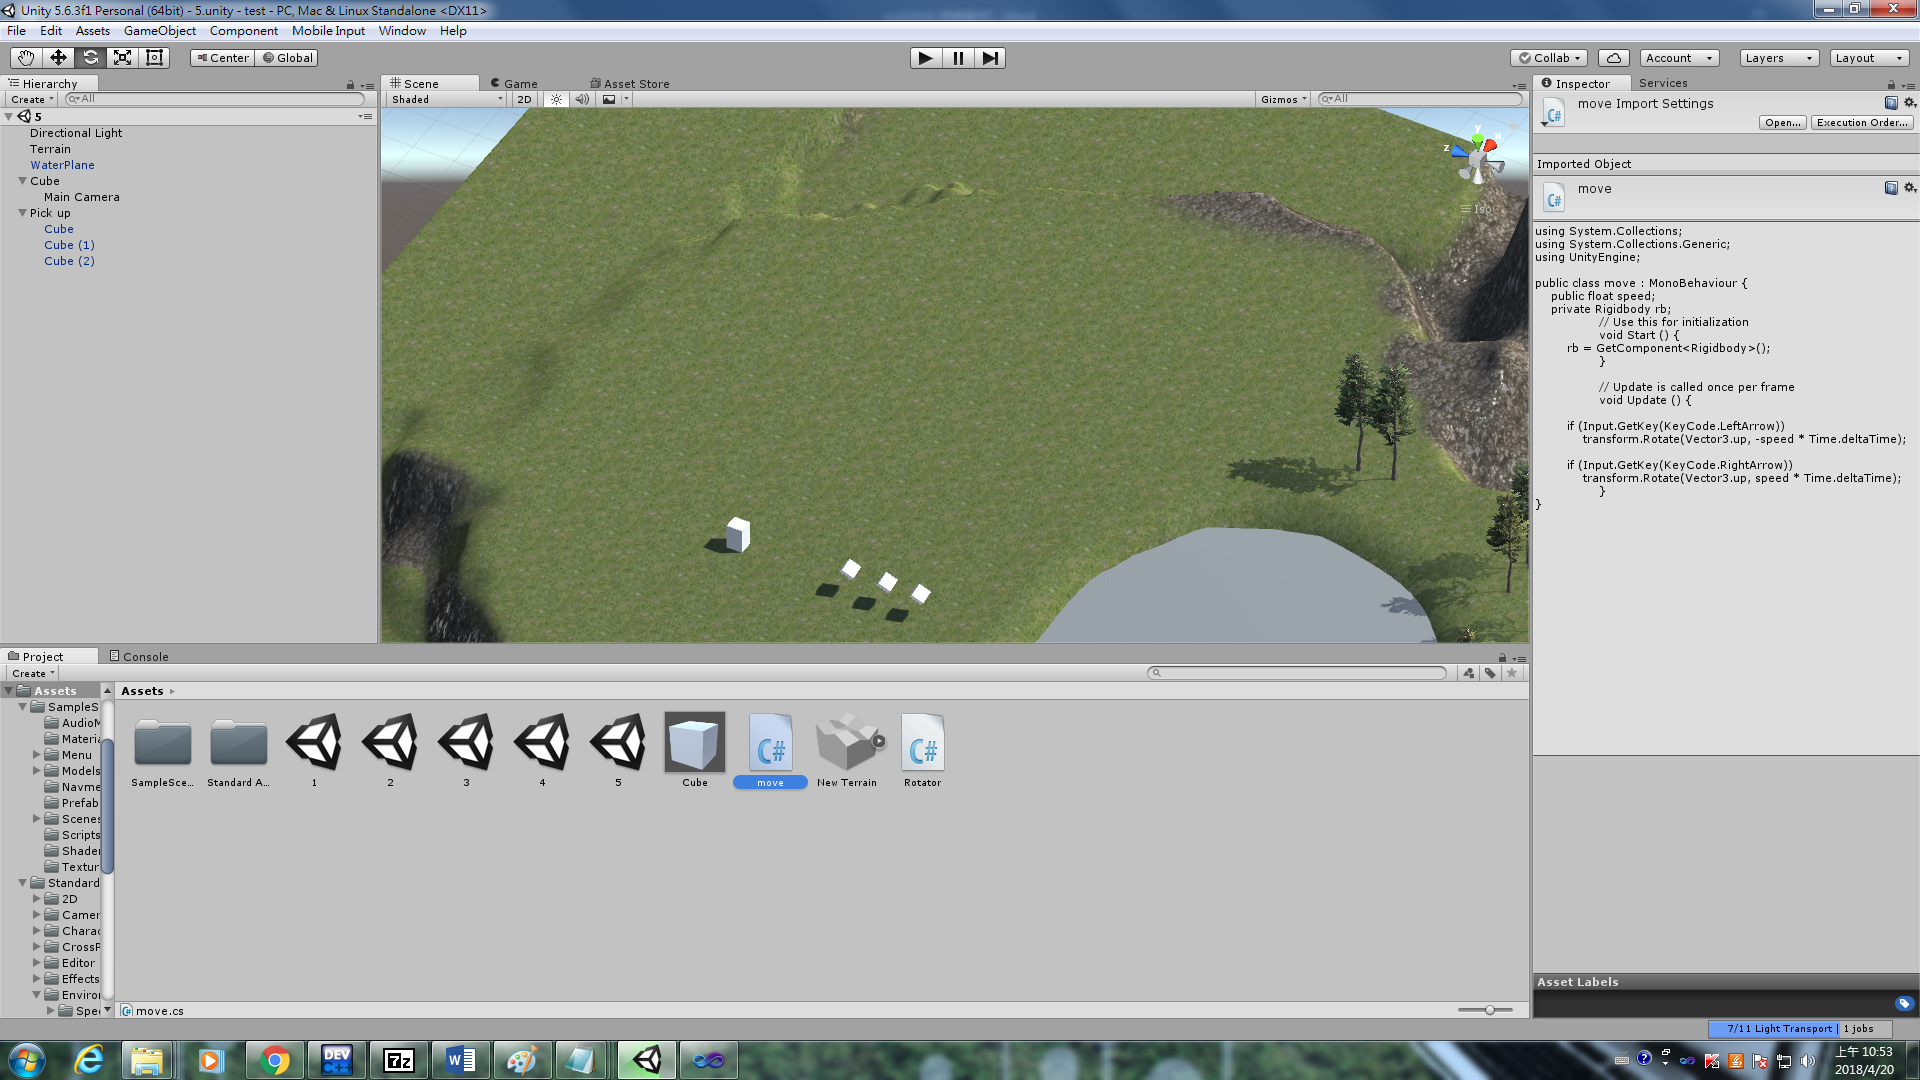 Unity 5.6.3f1 Personal (64bit) - 5.unity - test - PC, Mac & Linux Standalone <DX11>
File Edit Assets GameObject Component Mobile Input Window Help
Center Global Collab Account Layers Layout
Hierarchy
Create All
5
Directional Light
Terrain
WaterPlane
Cube
Main Camera
Pick up
Cube
Cube (1)
Cube (2)
Scene Game Asset Store
Shaded 2D Gizmos All
y
x
z
Iso
Inspector Services
move Import Settings
C#
Open... Execution Order...
Imported Object
move
C#
using System.Collections;
using System.Collections.Generic;
using UnityEngine;
public class move : MonoBehaviour {
public float speed;
private Rigidbody rb;
// Use this for initialization
void Start () {
rb = GetComponent<Rigidbody>();
}
// Update is called once per frame
void Update () {
if (Input.GetKey(KeyCode.LeftArrow))
transform.Rotate(Vector3.up, -speed * Time.deltaTime);
if (Input.GetKey(KeyCode.RightArrow))
transform.Rotate(Vector3.up, speed * Time.deltaTime);
}
}
Project Console
Create
Assets
SampleS
AudioM
Materia
Menu
Models
Navme
Prefab
Scenes
Scripts
Shader
Textur
Standard
2D
Camer
Charac
CrossP
Editor
Effects
Enviro
Spee
Assets
C# C#
SampleSce... Standard A... 1 2 3 4 5 Cube move New Terrain Rotator
move.cs
Asset Labels
7/11 Light Transport | 1 jobs
DEV C++
7z
W
上午 10:53
2018/4/20